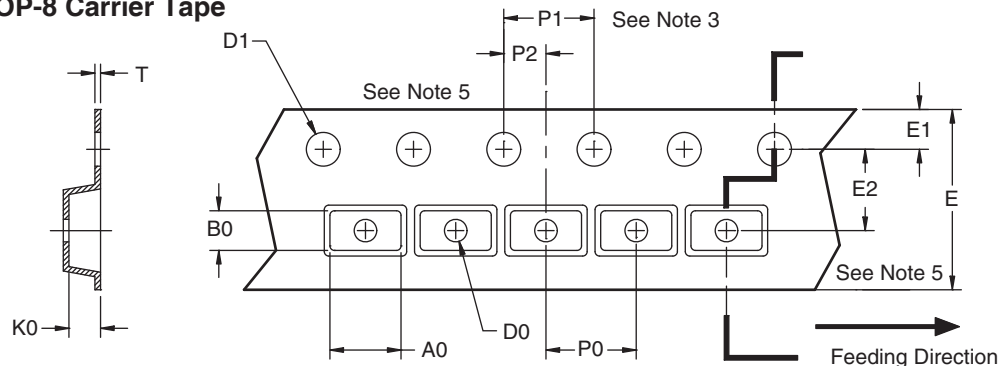 OP-8 Carrier Tape
P1
See Note 3
D1
P2
T
See Note 5
E1
E2
E
B0
See Note 5
K0
D0
A0
P0
Feeding Direction